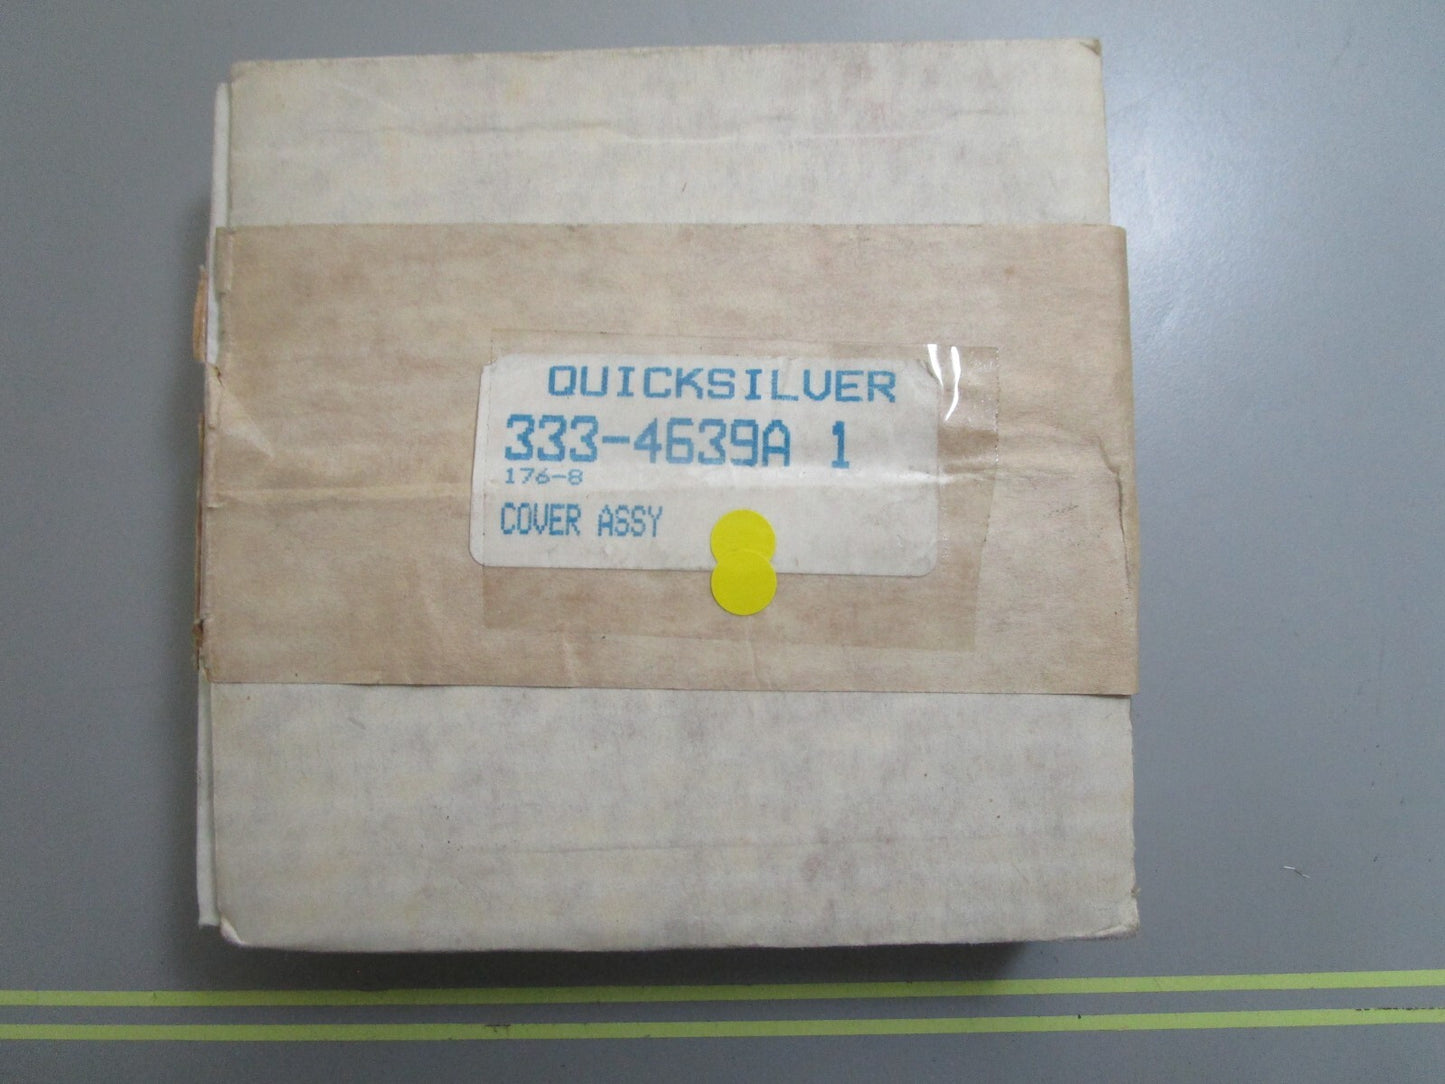 QUICKSILVER
333-4639A 1
176-8
COVER ASSY